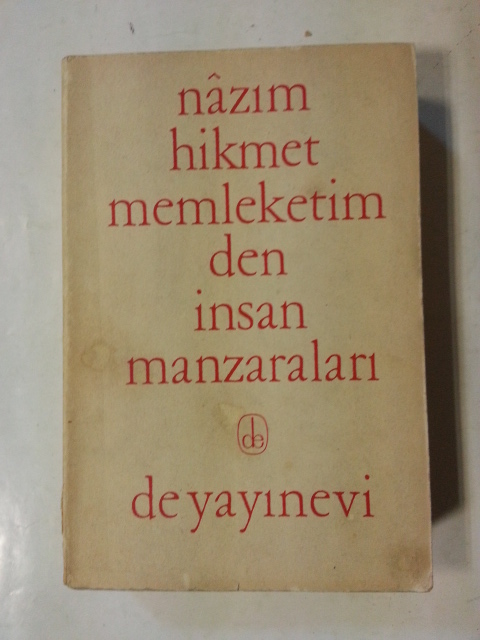 nâzım
hikmet
memleketim
den
insan
manzaraları
de
de yayınevi